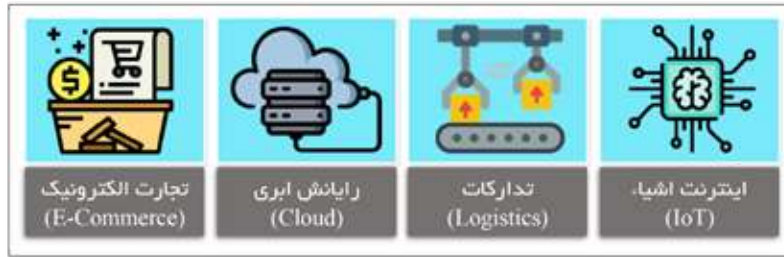 اینترنت اشیاء
(IoT)
تدارکات
(Logistics)
رایانش ابری
(Cloud)
تجارت الکترونیک
(E-Commerce)